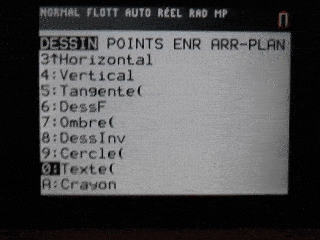 NORMAL FLOTT AUTO RÉEL RAD MP
DESSIN POINTS ENR ARR-PLAN
3↑Horizontal
4:Vertical
5:Tangente(
6:DessF
7:Ombre(
8:DessInv
9:Cercle(
0:Texte(
A:Crayon